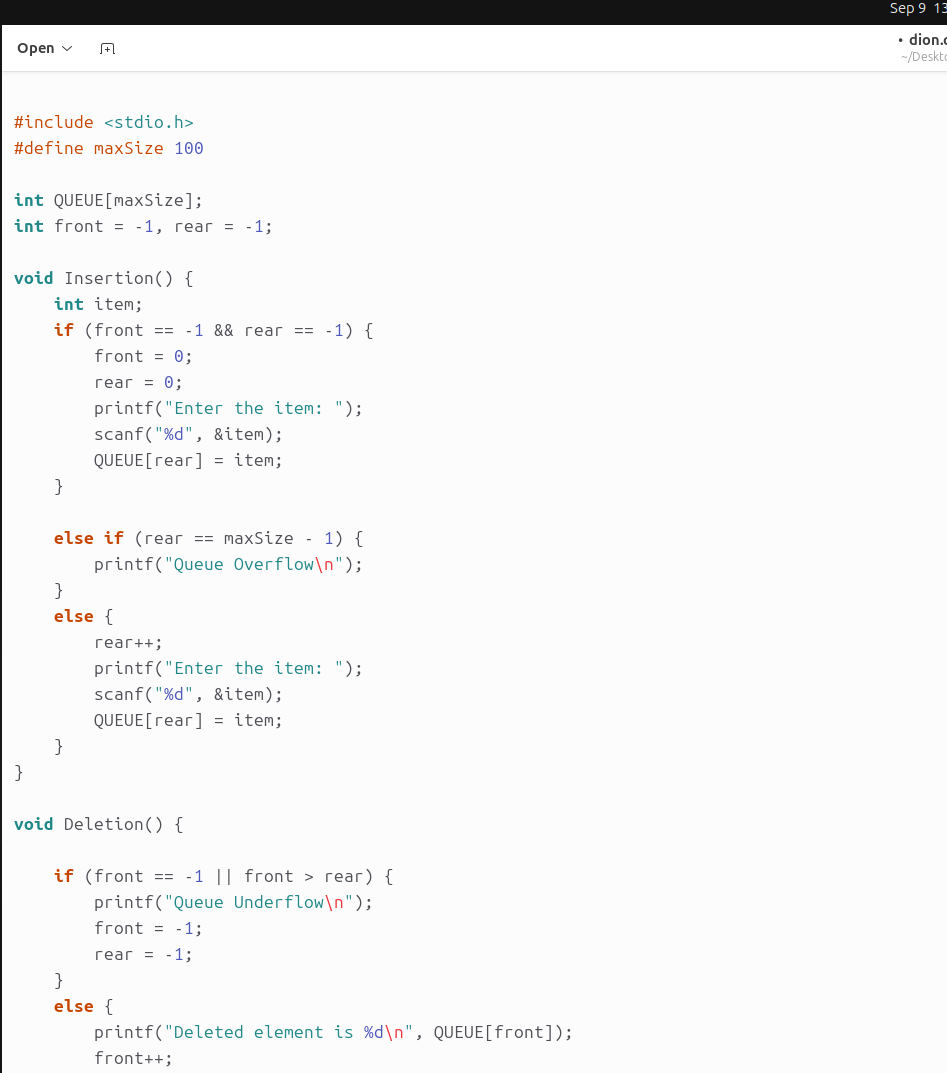 Sep 9 13
Open
• dion.c
~/Deskto
#include <stdio.h>
#define maxSize 100
int QUEUE[maxSize];
int front = -1, rear = -1;
void Insertion() {
    int item;
    if (front == -1 && rear == -1) {
        front = 0;
        rear = 0;
        printf("Enter the item: ");
        scanf("%d", &item);
        QUEUE[rear] = item;
    }
    else if (rear == maxSize - 1) {
        printf("Queue Overflow\n");
    }
    else {
        rear++;
        printf("Enter the item: ");
        scanf("%d", &item);
        QUEUE[rear] = item;
    }
}
void Deletion() {
    if (front == -1 || front > rear) {
        printf("Queue Underflow\n");
        front = -1;
        rear = -1;
    }
    else {
        printf("Deleted element is %d\n", QUEUE[front]);
        front++;